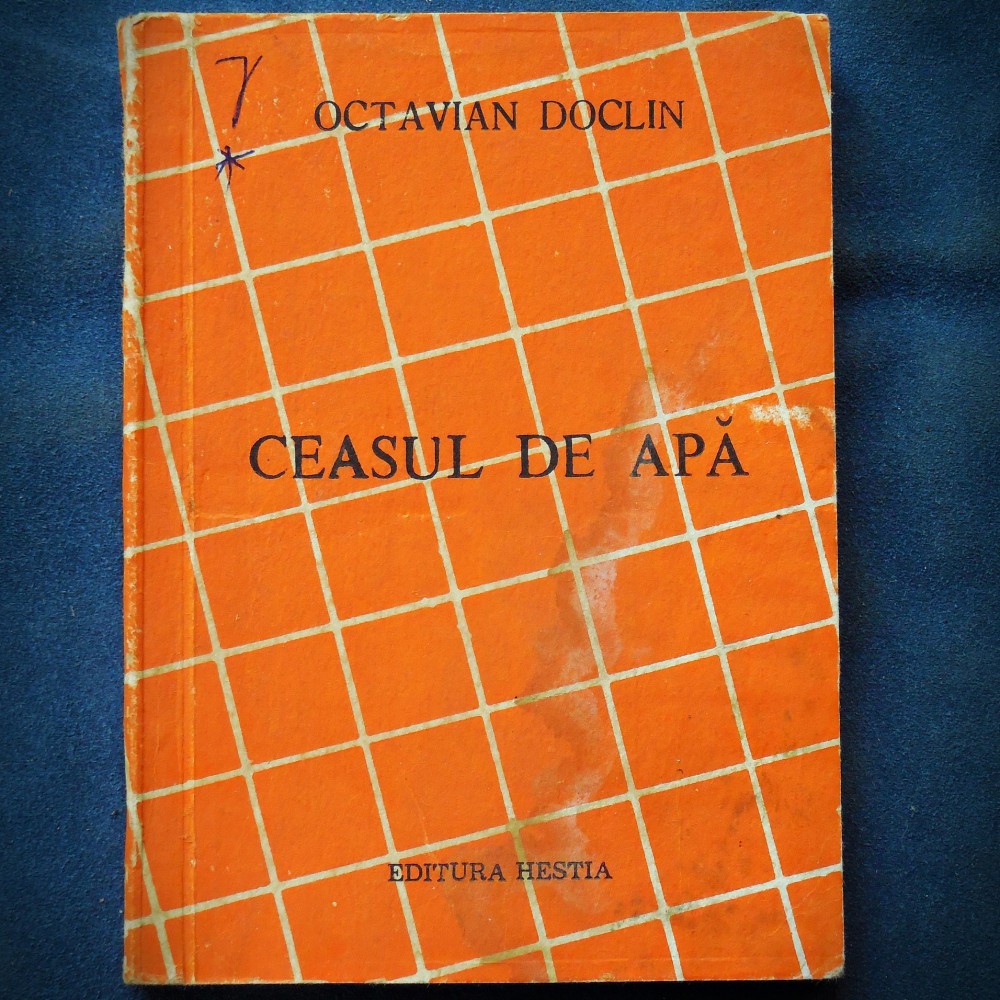 7
*
OCTAVIAN DOCLIN
CEASUL DE APĂ
EDITURA HESTIA